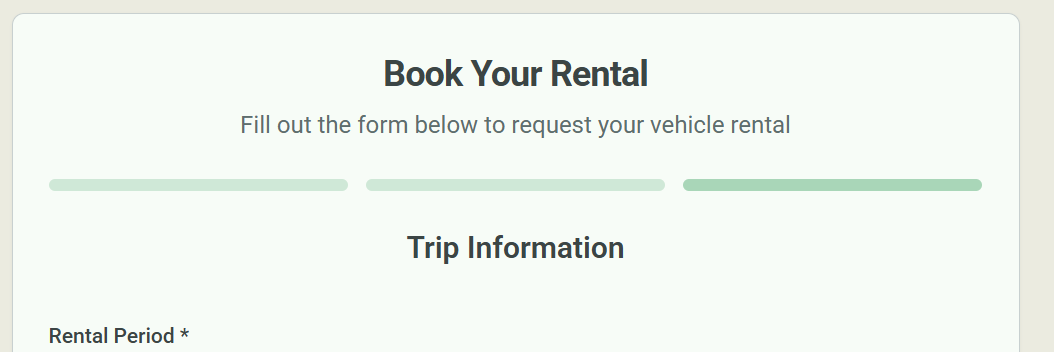 Book Your Rental
Fill out the form below to request your vehicle rental
Trip Information
Rental Period *